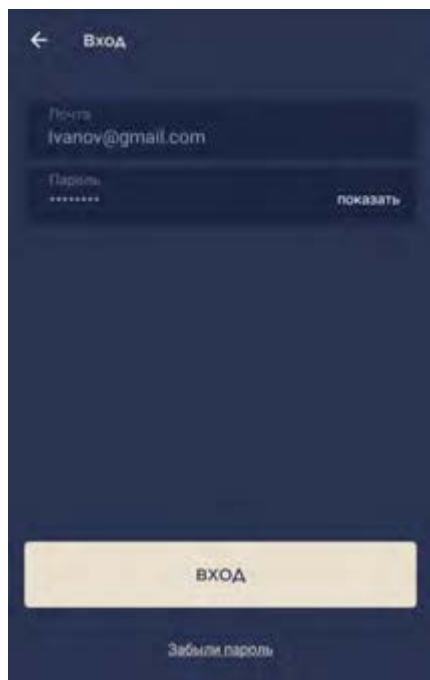 Вход
Почта
Ivanov@gmail.com
Пароль
••••••••
показать
ВХОД
Забыли пароль